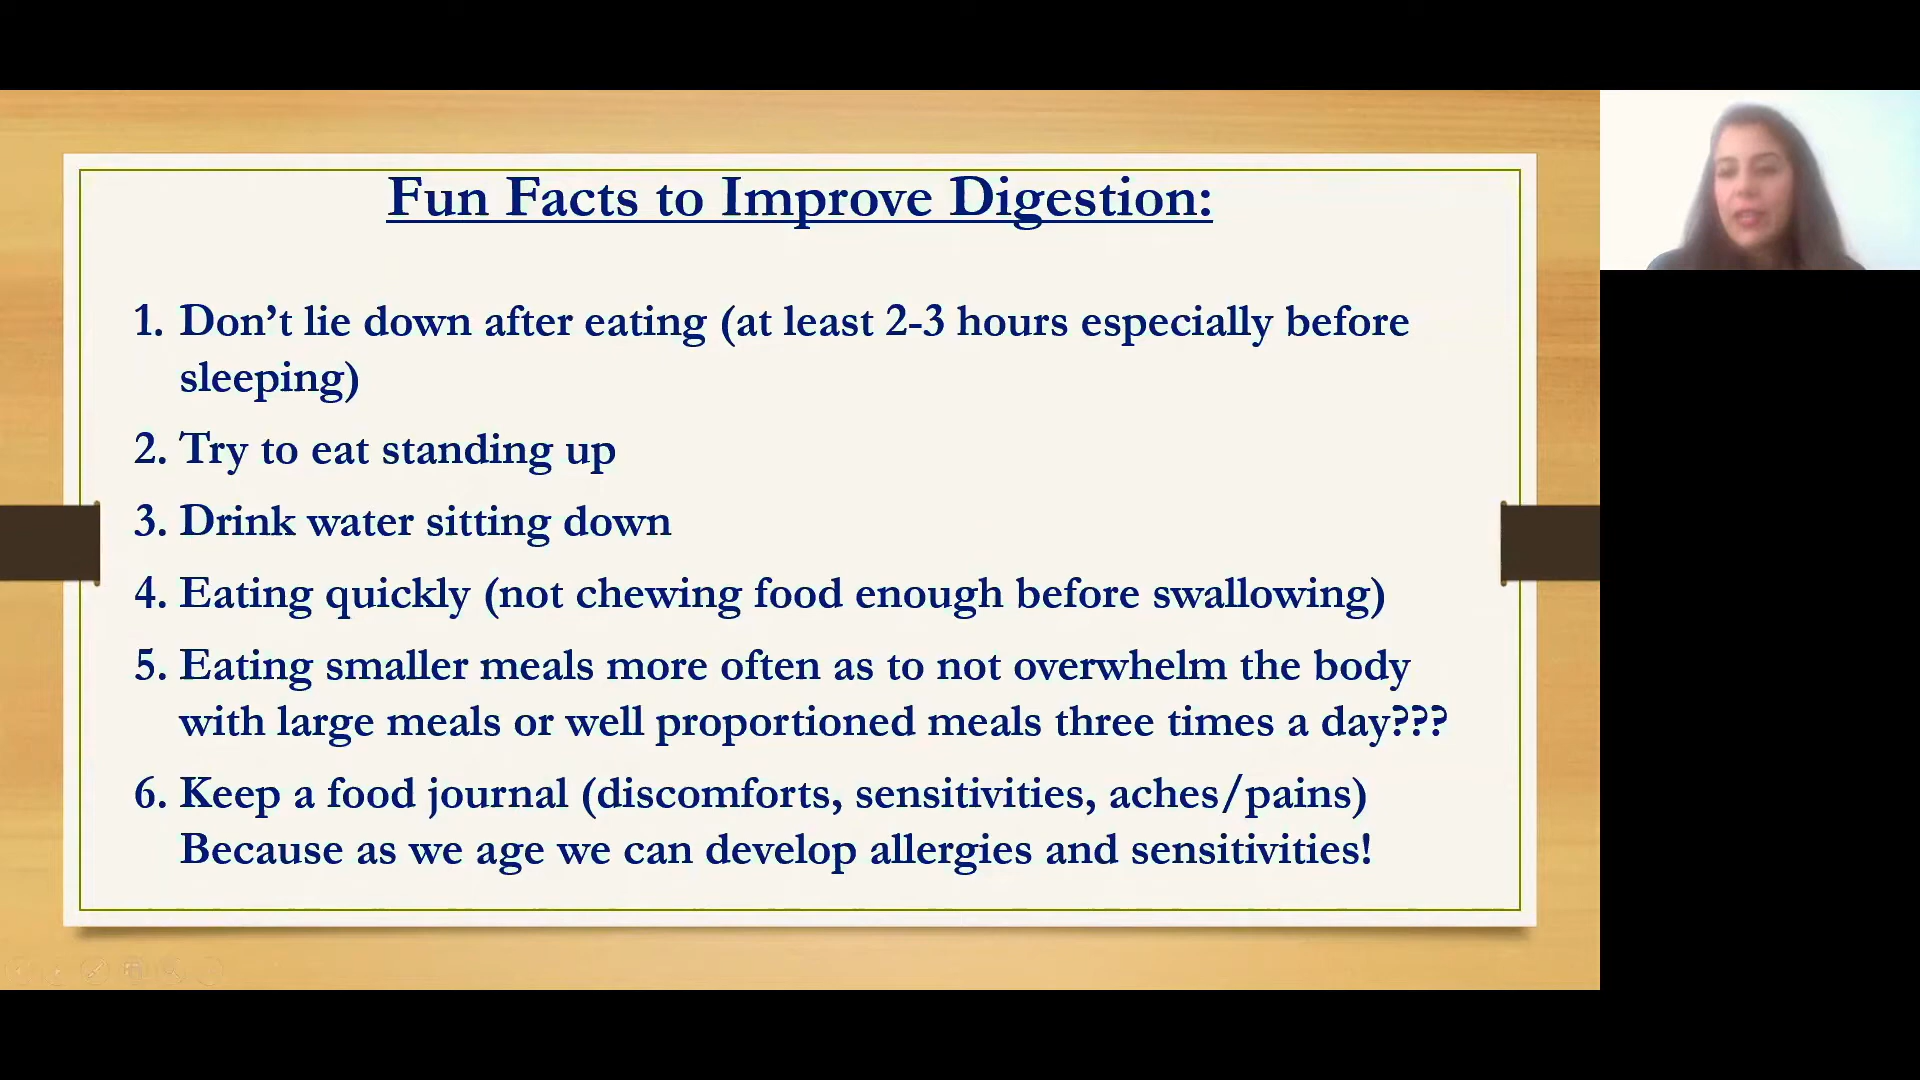 Fun Facts to Improve Digestion:
1. Don’t lie down after eating (at least 2-3 hours especially before
sleeping)
2. Try to eat standing up
3. Drink water sitting down
4. Eating quickly (not chewing food enough before swallowing)
5. Eating smaller meals more often as to not overwhelm the body
with large meals or well proportioned meals three times a day???
6. Keep a food journal (discomforts, sensitivities, aches/pains)
Because as we age we can develop allergies and sensitivities!